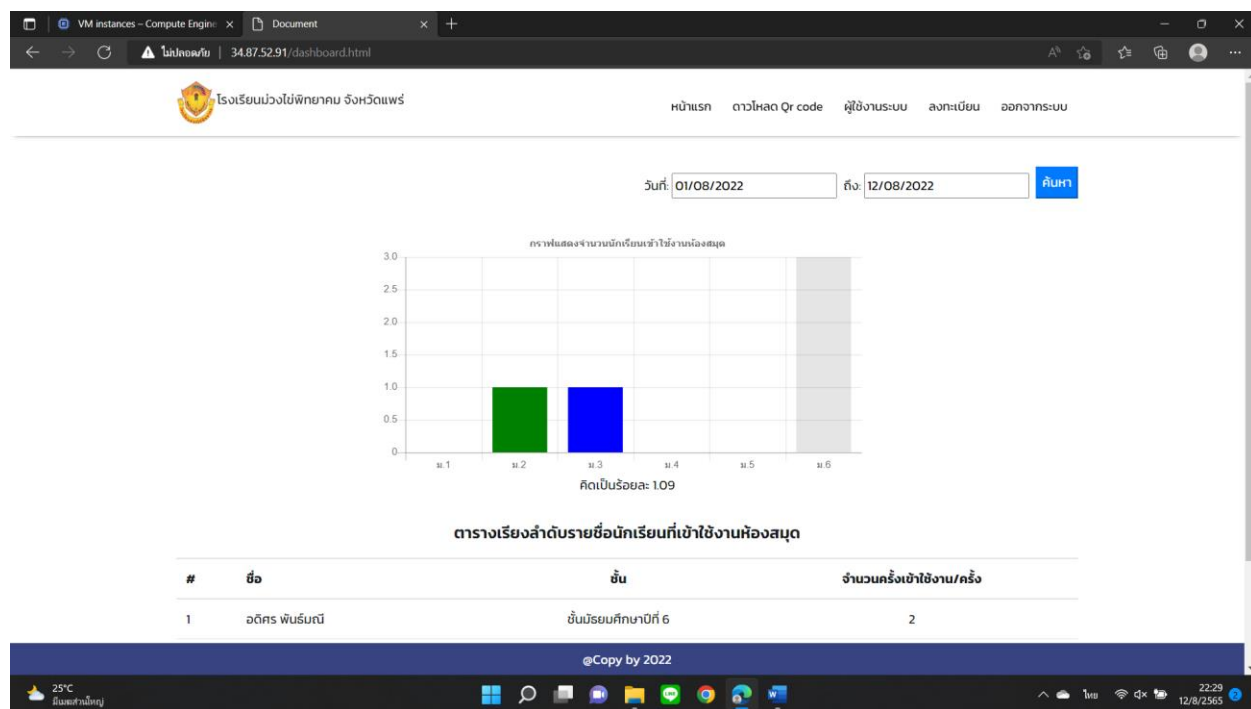 VM instances – Compute Engine
Document
ไม่ปลอดภัย | 34.87.52.91/dashboard.html
โรงเรียนม่วงไข่พิทยาคม จังหวัดแพร่
หน้าแรก ดาวโหลด Qr code ผู้ใช้งานระบบ ลงทะเบียน ออกจากระบบ
วันที่: 01/08/2022 ถึง: 12/08/2022 ค้นหา
กราฟแสดงจำนวนนักเรียนเข้าใช้งานห้องสมุด
3.0
2.5
2.0
1.5
1.0
0.5
0
ม.1 ม.2 ม.3 ม.4 ม.5 ม.6
คิดเป็นร้อยละ 1.09
ตารางเรียงลำดับรายชื่อนักเรียนที่เข้าใช้งานห้องสมุด
# ชื่อ ชั้น จำนวนครั้งเข้าใช้งาน/ครั้ง
1 อดิศร พันธ์มณี ชั้นมัธยมศึกษาปีที่ 6 2
@Copy by 2022
25°C
มีเมฆส่วนใหญ่
ไทย
22:29
12/8/2565
2